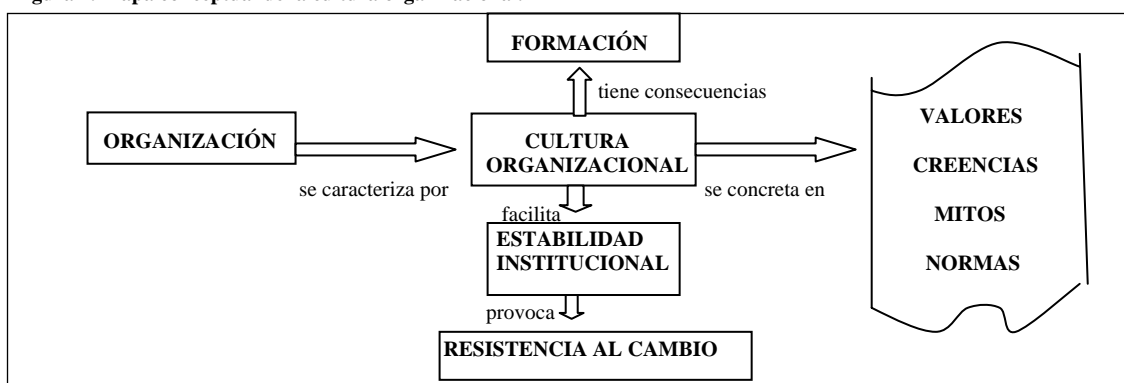 FORMACIÓN
tiene consecuencias
ORGANIZACIÓN
se caracteriza por
CULTURA
ORGANIZACIONAL
se concreta en
VALORES
CREENCIAS
MITOS
NORMAS
facilita
ESTABILIDAD
INSTITUCIONAL
provoca
RESISTENCIA AL CAMBIO